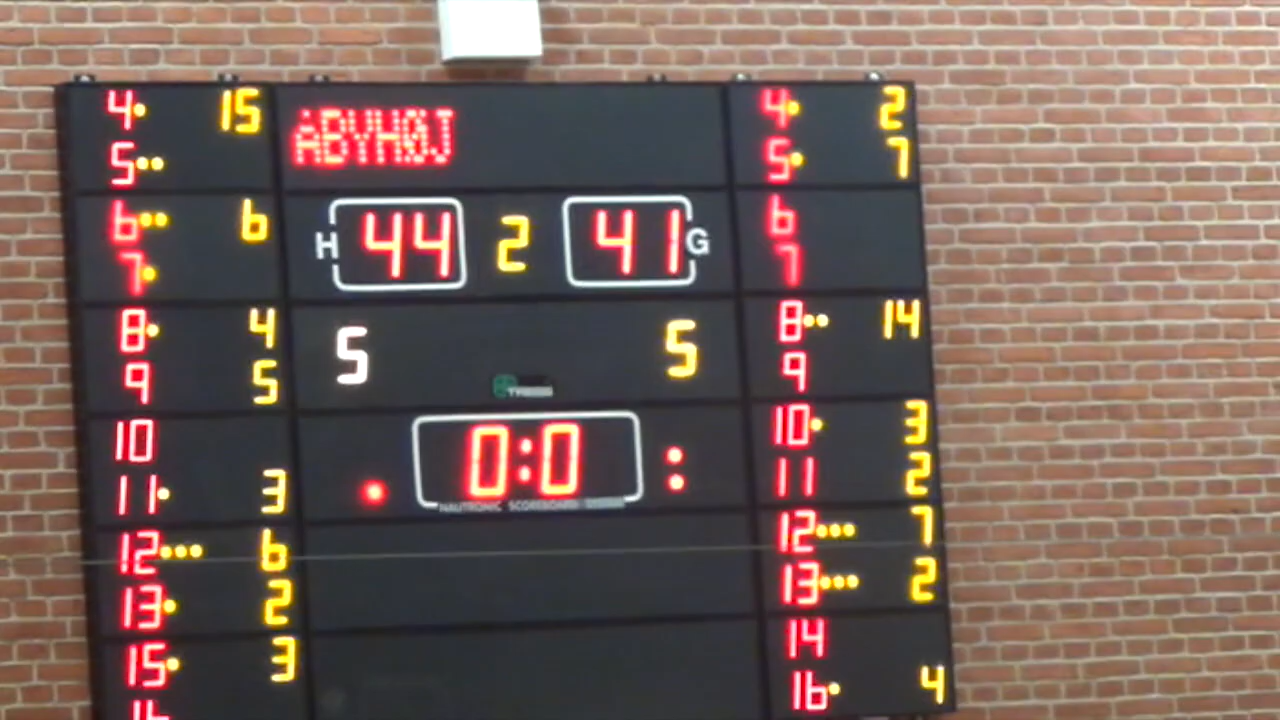 4• 15 ABYHØJ 4• 2
5•• 5• 7
6•• 6 H 44 2 41 G 6
7• 7
8• 4 5 5 8•• 14
9 5 9
10 0:0 10• 3
11• 3 11 2
NAUTRONIC SCOREBOARD
12••• 6 12••• 7
13• 2 13••• 2
15• 3 14
16 16• 4